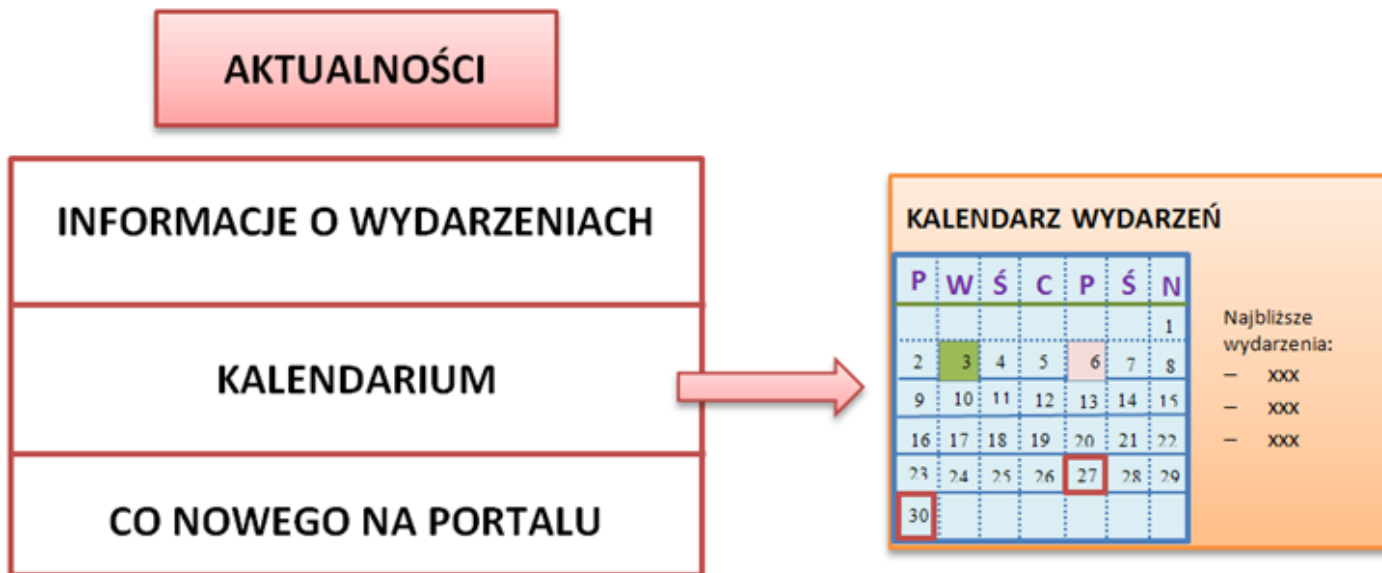 AKTUALNOŚCI
INFORMACJE O WYDARZENIACH
KALENDARIUM
CO NOWEGO NA PORTALU
KALENDARZ WYDARZEŃ
P W Ś C P Ś N
1
2 3 4 5 6 7 8
9 10 11 12 13 14 15
16 17 18 19 20 21 22
23 24 25 26 27 28 29
30
Najbliższe
wydarzenia:
– xxx
– xxx
– xxx